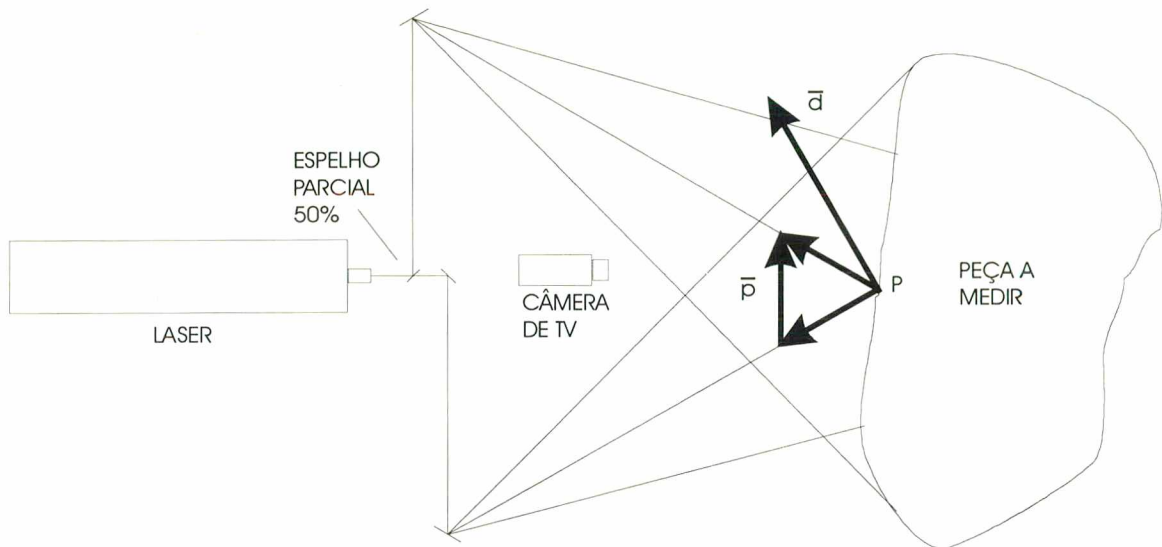 ESPELHO
PARCIAL
50%
LASER
CÂMERA
DE TV
d̅
p̅
P
PEÇA A
MEDIR